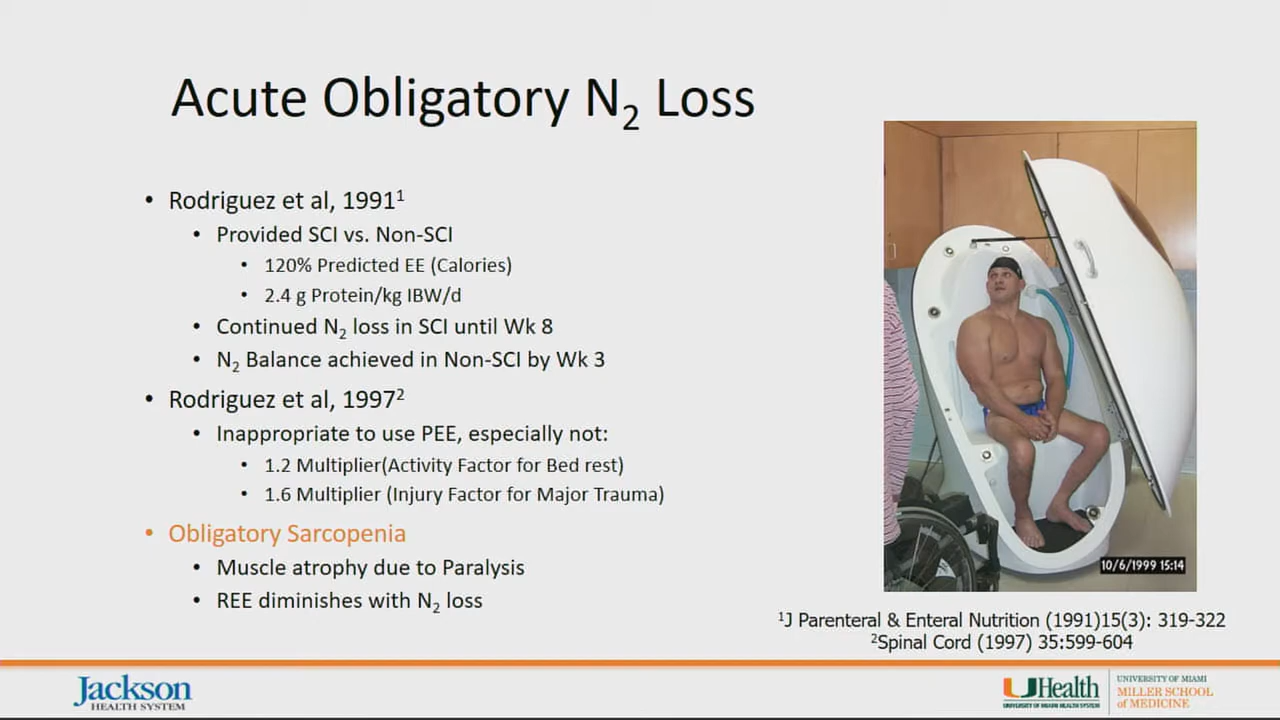 Acute Obligatory N₂ Loss
• Rodriguez et al, 1991¹
• Provided SCI vs. Non-SCI
• 120% Predicted EE (Calories)
• 2.4 g Protein/kg IBW/d
• Continued N₂ loss in SCI until Wk 8
• N₂ Balance achieved in Non-SCI by Wk 3
• Rodriguez et al, 1997²
• Inappropriate to use PEE, especially not:
• 1.2 Multiplier(Activity Factor for Bed rest)
• 1.6 Multiplier (Injury Factor for Major Trauma)
• Obligatory Sarcopenia
• Muscle atrophy due to Paralysis
• REE diminishes with N₂ loss
10/6/1999 15:14
¹J Parenteral & Enteral Nutrition (1991)15(3): 319-322
²Spinal Cord (1997) 35:599-604
Jackson
HEALTH SYSTEM
UHealth
UNIVERSITY OF MIAMI HEALTH SYSTEM
UNIVERSITY OF MIAMI
MILLER SCHOOL
of MEDICINE